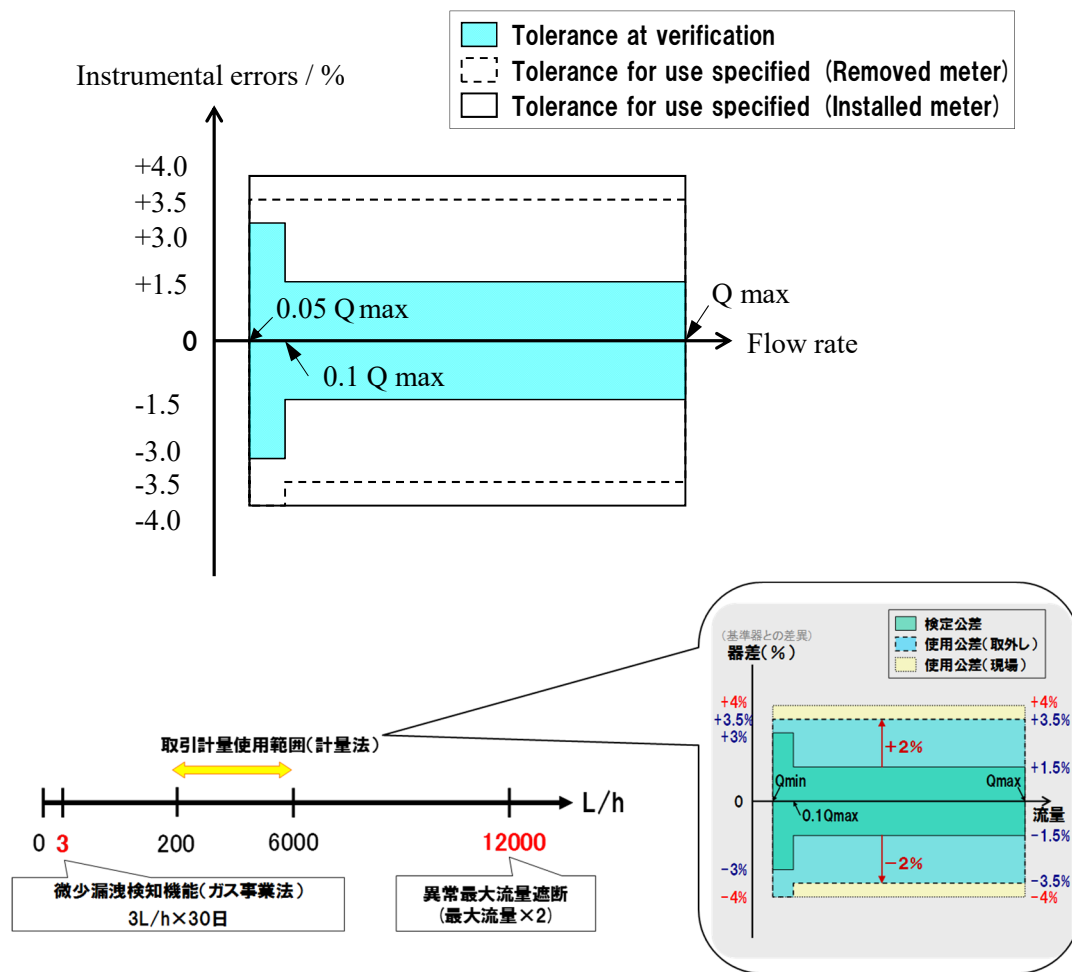 Tolerance at verification
Tolerance for use specified (Removed meter)
Tolerance for use specified (Installed meter)
Instrumental errors / %
+4.0
+3.5
+3.0
+1.5
0
-1.5
-3.0
-3.5
-4.0
0.05 Q max
0.1 Q max
Q max
Flow rate
取引計量使用範囲(計量法)
L/h
0
3
200
6000
12000
微少漏洩検知機能(ガス事業法)
3L/h×30日
異常最大流量遮断
(最大流量×2)
検定公差
使用公差(取外し)
使用公差(現場)
(基準器との差異)
器差(%)
+4%
+3.5%
+3%
0
-3%
-4%
+2%
-2%
Qmin
0.1Qmax
Qmax
流量
+4%
+3.5%
+1.5%
-1.5%
-3.5%
-4%